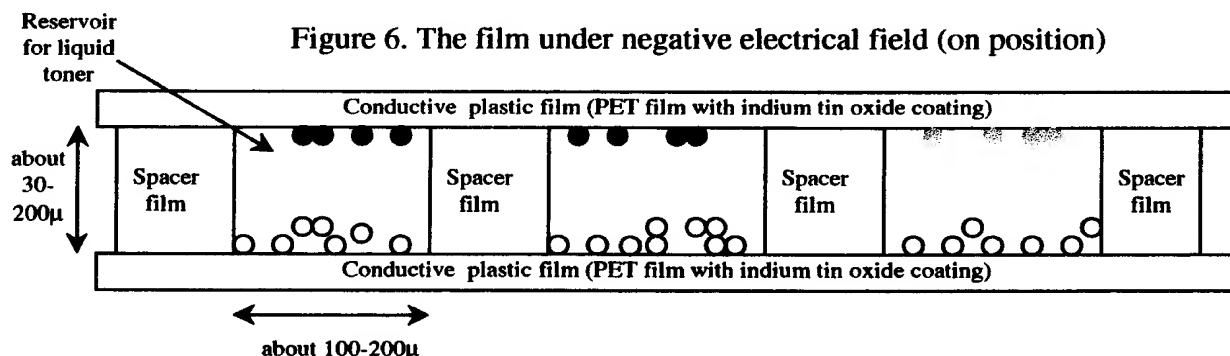 Reservoir
for liquid
toner
Figure 6. The film under negative electrical field (on position)
Conductive plastic film (PET film with indium tin oxide coating)
about
30-
200μ
Spacer
film
Spacer
film
Spacer
film
Spacer
film
Conductive plastic film (PET film with indium tin oxide coating)
about 100-200μ